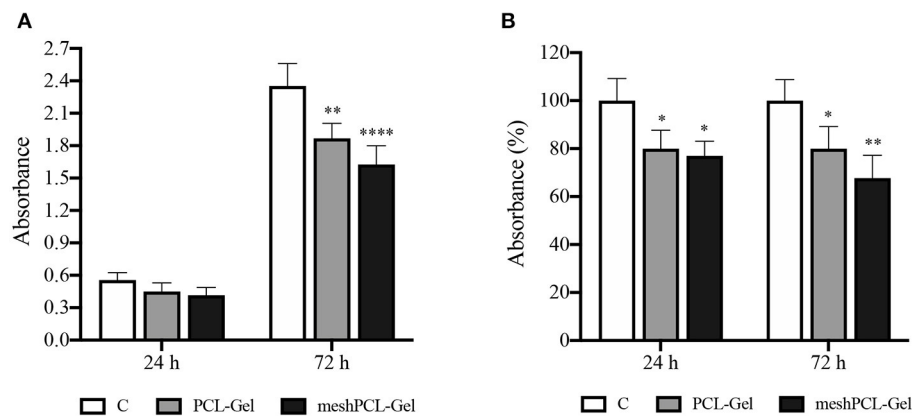 A
Absorbance
2.7
2.4
2.1
1.8
1.5
1.2
0.9
0.6
0.3
0.0
**
****
24 h
72 h
C
PCL-Gel
meshPCL-Gel
B
Absorbance (%)
120
100
80
60
40
20
0
*
*
*
**
24 h
72 h
C
PCL-Gel
meshPCL-Gel